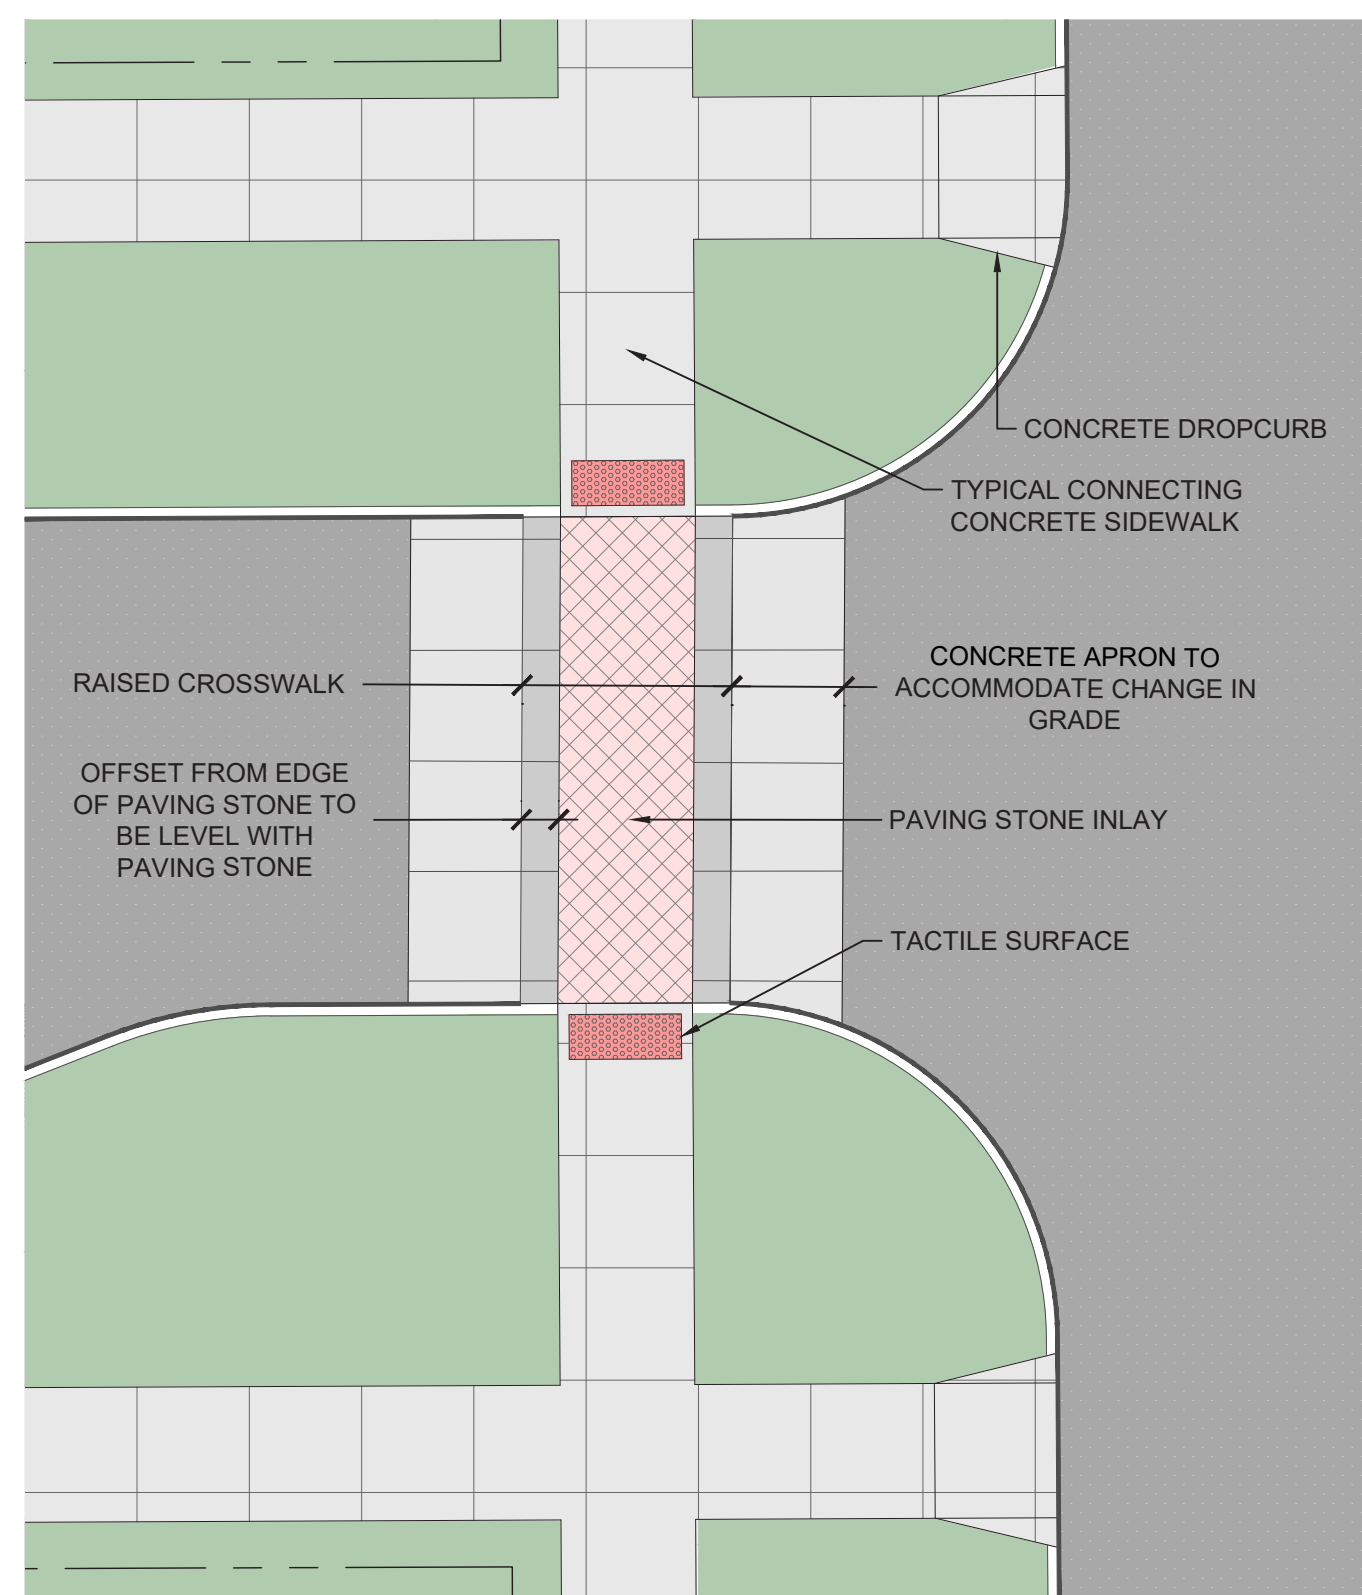 CONCRETE DROPCURB
TYPICAL CONNECTING
CONCRETE SIDEWALK
RAISED CROSSWALK
CONCRETE APRON TO
ACCOMMODATE CHANGE IN
GRADE
OFFSET FROM EDGE
OF PAVING STONE TO
BE LEVEL WITH
PAVING STONE
PAVING STONE INLAY
TACTILE SURFACE